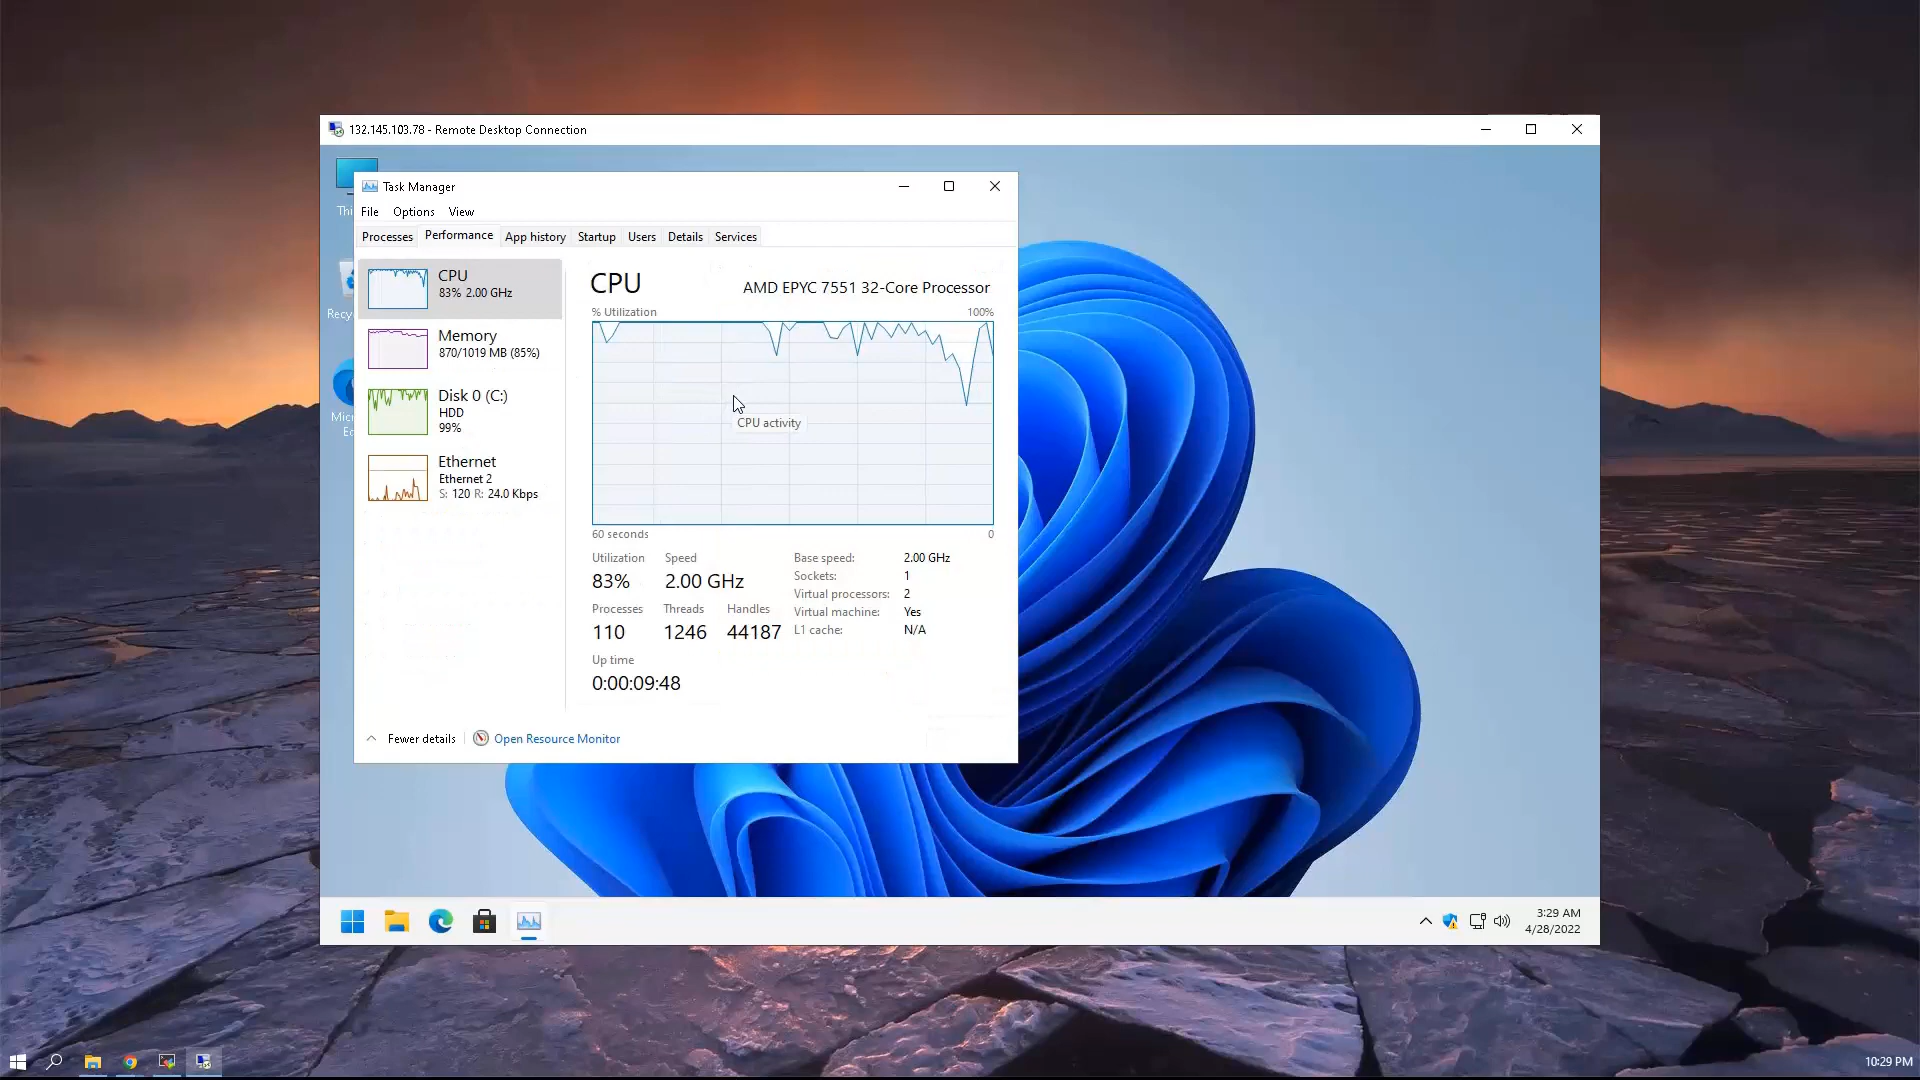 132.145.103.78 - Remote Desktop Connection
Task Manager
File Options View
Processes Performance App history Startup Users Details Services
CPU
83% 2.00 GHz
Memory
870/1019 MB (85%)
Disk 0 (C:)
HDD
99%
Ethernet
Ethernet 2
S: 120 R: 24.0 Kbps
CPU AMD EPYC 7551 32-Core Processor
% Utilization 100%
CPU activity
60 seconds 0
Utilization Speed
83% 2.00 GHz
Processes Threads Handles
110 1246 44187
Up time
0:00:09:48
Base speed: 2.00 GHz
Sockets: 1
Virtual processors: 2
Virtual machine: Yes
L1 cache: N/A
Fewer details Open Resource Monitor
3:29 AM
4/28/2022
10:29 PM